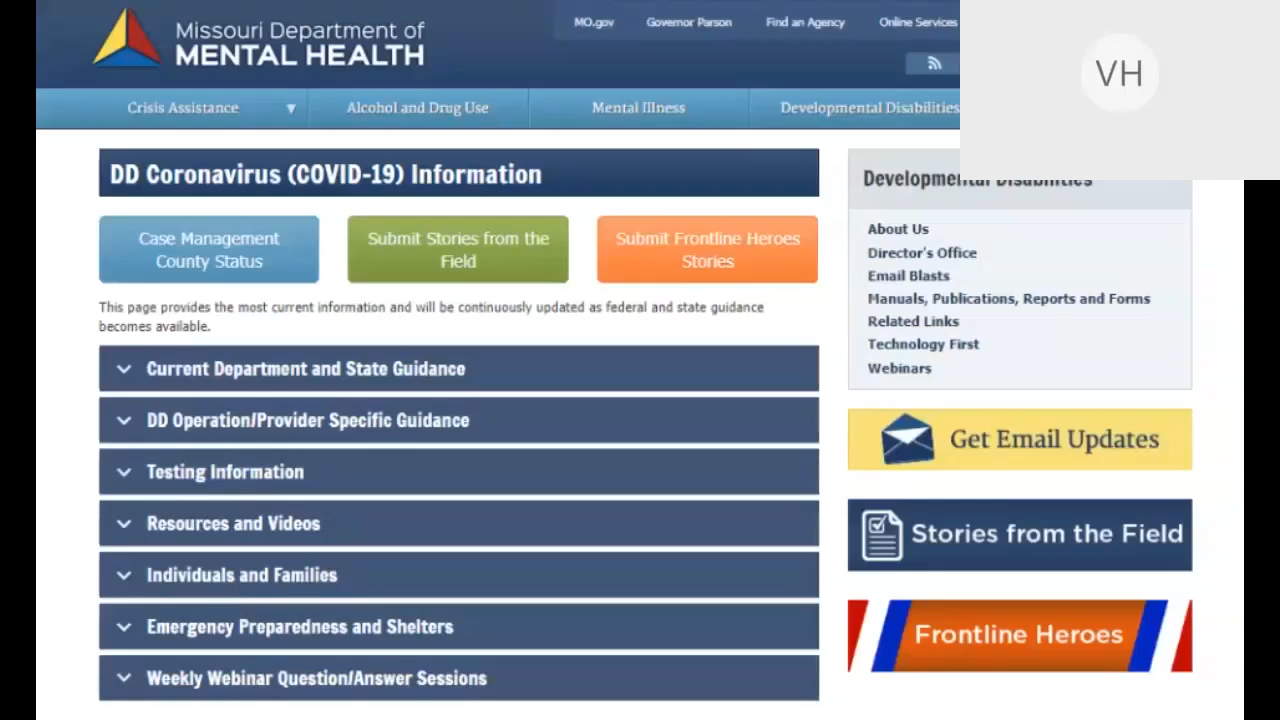 Missouri Department of
MENTAL HEALTH
MO.gov
Governor Parson
Find an Agency
Online Services
VH
Crisis Assistance
Alcohol and Drug Use
Mental Illness
Developmental Disabilities
DD Coronavirus (COVID-19) Information
Case Management
County Status
Submit Stories from the
Field
Submit Frontline Heroes
Stories
This page provides the most current information and will be continuously updated as federal and state guidance
becomes available.
Current Department and State Guidance
DD Operation/Provider Specific Guidance
Testing Information
Resources and Videos
Individuals and Families
Emergency Preparedness and Shelters
Weekly Webinar Question/Answer Sessions
Developmental Disabilities
About Us
Director's Office
Email Blasts
Manuals, Publications, Reports and Forms
Related Links
Technology First
Webinars
Get Email Updates
Stories from the Field
Frontline Heroes